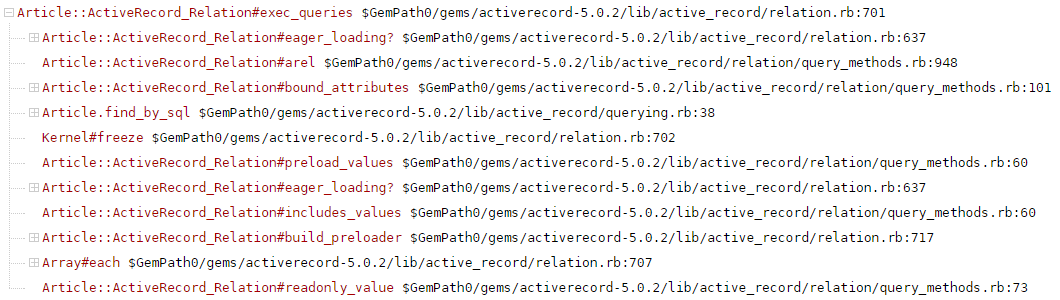 Article::ActiveRecord_Relation#exec_queries $GemPath0/gems/activerecord-5.0.2/lib/active_record/relation.rb:701
Article::ActiveRecord_Relation#eager_loading? $GemPath0/gems/activerecord-5.0.2/lib/active_record/relation.rb:637
Article::ActiveRecord_Relation#arel $GemPath0/gems/activerecord-5.0.2/lib/active_record/relation/query_methods.rb:948
Article::ActiveRecord_Relation#bound_attributes $GemPath0/gems/activerecord-5.0.2/lib/active_record/relation/query_methods.rb:101
Article.find_by_sql $GemPath0/gems/activerecord-5.0.2/lib/active_record/querying.rb:38
Kernel#freeze $GemPath0/gems/activerecord-5.0.2/lib/active_record/relation.rb:702
Article::ActiveRecord_Relation#preload_values $GemPath0/gems/activerecord-5.0.2/lib/active_record/relation/query_methods.rb:60
Article::ActiveRecord_Relation#eager_loading? $GemPath0/gems/activerecord-5.0.2/lib/active_record/relation.rb:637
Article::ActiveRecord_Relation#includes_values $GemPath0/gems/activerecord-5.0.2/lib/active_record/relation/query_methods.rb:60
Article::ActiveRecord_Relation#build_preloader $GemPath0/gems/activerecord-5.0.2/lib/active_record/relation.rb:717
Array#each $GemPath0/gems/activerecord-5.0.2/lib/active_record/relation.rb:707
Article::ActiveRecord_Relation#readonly_value $GemPath0/gems/activerecord-5.0.2/lib/active_record/relation/query_methods.rb:73